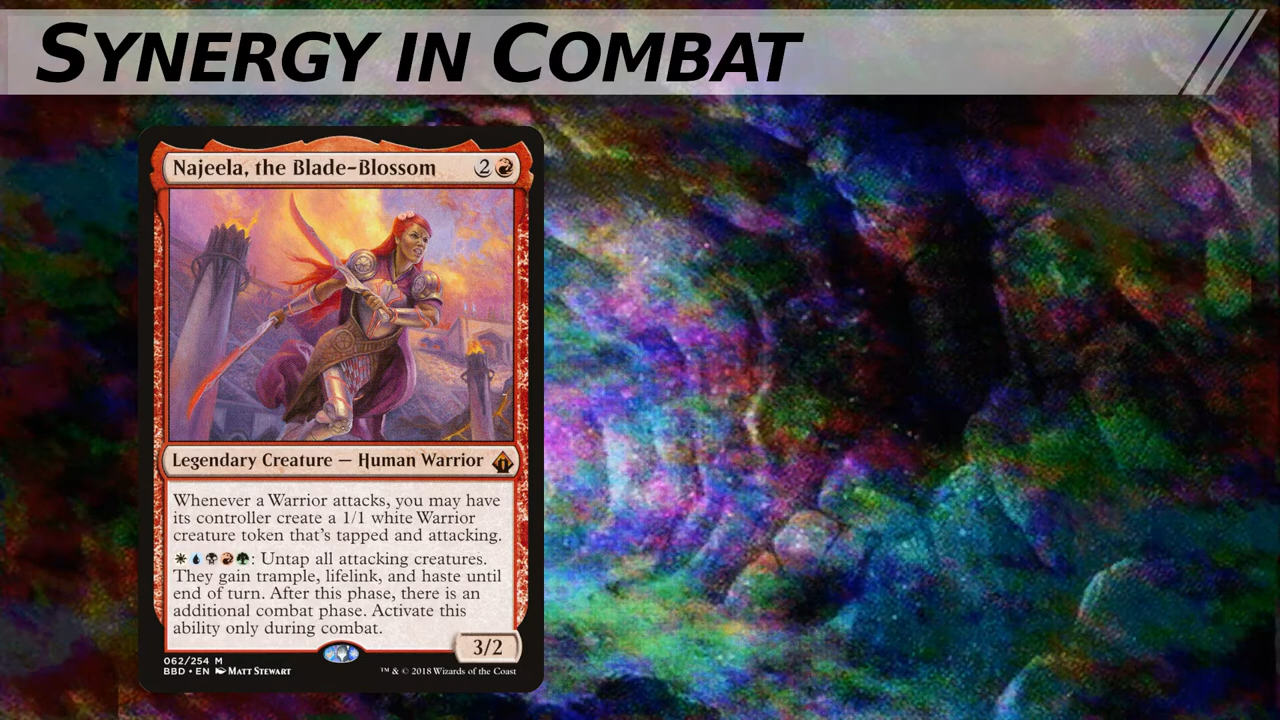 SYNERGY IN COMBAT
Najeela, the Blade-Blossom 2
Legendary Creature — Human Warrior
Whenever a Warrior attacks, you may have
its controller create a 1/1 white Warrior
creature token that's tapped and attacking.
: Untap all attacking creatures.
They gain trample, lifelink, and haste until
end of turn. After this phase, there is an
additional combat phase. Activate this
ability only during combat.
3/2
062/254 M
BBD • EN MATT STEWART ™ & © 2018 Wizards of the Coast